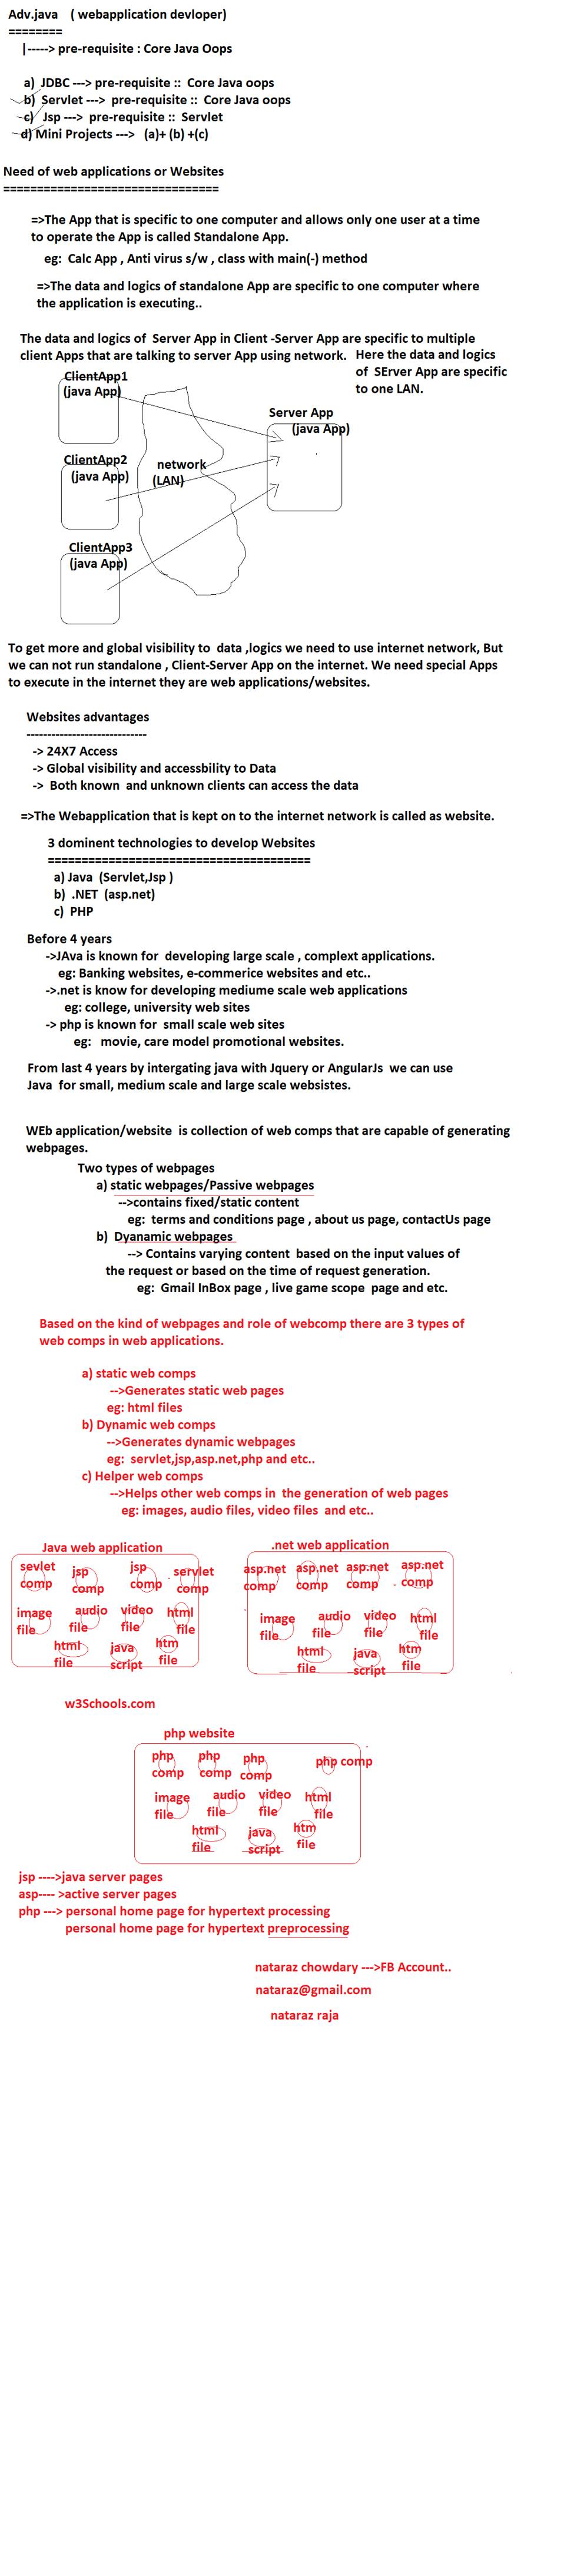 Adv.java ( webapplication devloper)
========
|-----> pre-requisite : Core Java Oops
a) JDBC ---> pre-requisite :: Core Java oops
b) Servlet ---> pre-requisite :: Core Java oops
c) Jsp ---> pre-requisite :: Servlet
d) Mini Projects ---> (a)+ (b) +(c)
Need of web applications or Websites
================================
=>The App that is specific to one computer and allows only one user at a time
to operate the App is called Standalone App.
eg: Calc App , Anti virus s/w , class with main(-) method
=>The data and logics of standalone App are specific to one computer where
the application is executing..
The data and logics of Server App in Client -Server App are specific to multiple
client Apps that are talking to server App using network.
Here the data and logics
of SErver App are specific
to one LAN.
ClientApp1
(java App)
Server App
(java App)
ClientApp2
(java App)
network
(LAN)
ClientApp3
(java App)
To get more and global visibility to data ,logics we need to use internet network, But
we can not run standalone , Client-Server App on the internet. We need special Apps
to execute in the internet they are web applications/websites.
Websites advantages
-----------------------------
-> 24X7 Access
-> Global visibility and accessbility to Data
-> Both known and unknown clients can access the data
=>The Webapplication that is kept on to the internet network is called as website.
3 dominent technologies to develop Websites
=======================================
a) Java (Servlet,Jsp )
b) .NET (asp.net)
c) PHP
Before 4 years
->JAva is known for developing large scale , complext applications.
eg: Banking websites, e-commerice websites and etc..
->.net is know for developing mediume scale web applications
eg: college, university web sites
-> php is known for small scale web sites
eg: movie, care model promotional websites.
From last 4 years by intergating java with Jquery or AngularJs we can use
Java for small, medium scale and large scale websistes.
WEb application/website is collection of web comps that are capable of generating
webpages.
Two types of webpages
a) static webpages/Passive webpages
-->contains fixed/static content
eg: terms and conditions page , about us page, contactUs page
b) Dyanamic webpages
--> Contains varying content based on the input values of
the request or based on the time of request generation.
eg: Gmail InBox page , live game scope page and etc.
Based on the kind of webpages and role of webcomp there are 3 types of
web comps in web applications.
a) static web comps
-->Generates static web pages
eg: html files
b) Dynamic web comps
-->Generates dynamic webpages
eg: servlet,jsp,asp.net,php and etc..
c) Helper web comps
-->Helps other web comps in the generation of web pages
eg: images, audio files, video files and etc..
Java web application
sevlet comp
jsp comp
jsp comp
servlet comp
image file
audio file
video file
html file
html file
java script
htm file
.net web application
asp.net comp
asp.net comp
asp.net comp
asp.net comp
image file
audio file
video file
html file
html file
java script
htm file
w3Schools.com
php website
php comp
php comp
php comp
php comp
image file
audio file
video file
html file
html file
java script
htm file
jsp ---->java server pages
asp---- >active server pages
php ---> personal home page for hypertext processing
personal home page for hypertext preprocessing
nataraz chowdary --->FB Account..
nataraz@gmail.com
nataraz raja